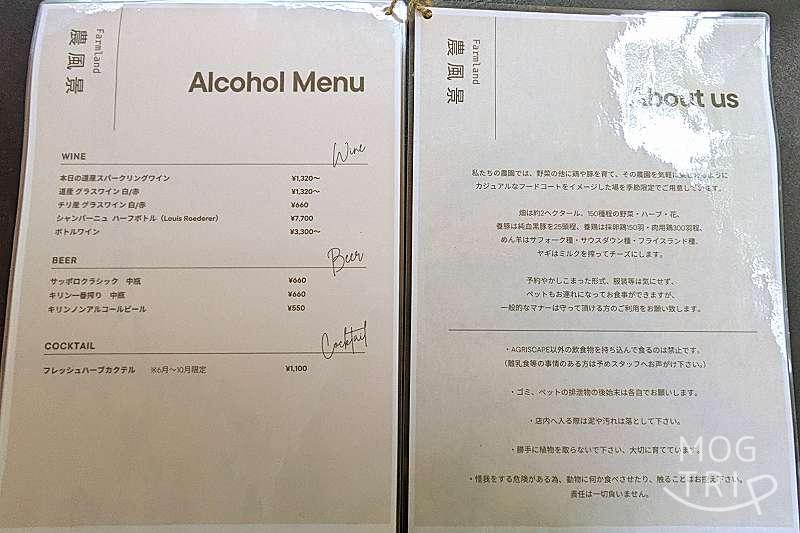 Farmland
農風景
Alcohol Menu
WINE
Wine
本日の道産スパークリングワイン ¥1,320〜
道産 グラスワイン 白/赤 ¥1,320〜
チリ産 グラスワイン 白/赤 ¥660
シャンパーニュ ハーフボトル（Louis Roederer） ¥7,700
ボトルワイン ¥3,300〜
BEER
Beer
サッポロクラシック 中瓶 ¥660
キリン一番搾り 中瓶 ¥660
キリンノンアルコールビール ¥550
COCKTAIL
Cocktail
フレッシュハーブカクテル ※6月〜10月限定 ¥1,100
Farmland
農風景
About us
私たちの農園では、野菜の他に鶏や豚を育て、その農園を気軽に ように
カジュアルなフードコートをイメージした場を季節限定でご用意しています。
畑は約2ヘクタール、150種程の野菜・ハーブ・花、
養豚は純血黒豚を25頭程、養鶏は採卵鶏150羽・肉用鶏300羽程、
めん羊はサフォーク種・サウスダウン種・フライスランド種、
ヤギはミルクを搾ってチーズにします。
予約やかしこまった形式、服装等は気にせず、
ペットもお連れになってお食事ができますが、
一般的なマナーは守って頂ける方のご利用をお願い致します。
・AGRISCAPE以外の飲食物を持ち込んで食るのは禁止です。
（離乳食等の事情のある方は予めスタッフへお声がけ下さい。）
・ゴミ、ペットの排泄物の後始末は各自でお願いします。
・店内へ入る際は泥や汚れは落として下さい。
・勝手に植物を取らないで下さい、大切に育てています。
・怪我をする危険がある為、動物に何か食べさせたり、触ることはお控え下さい。
責任は一切負いません。
MOG
TRIP